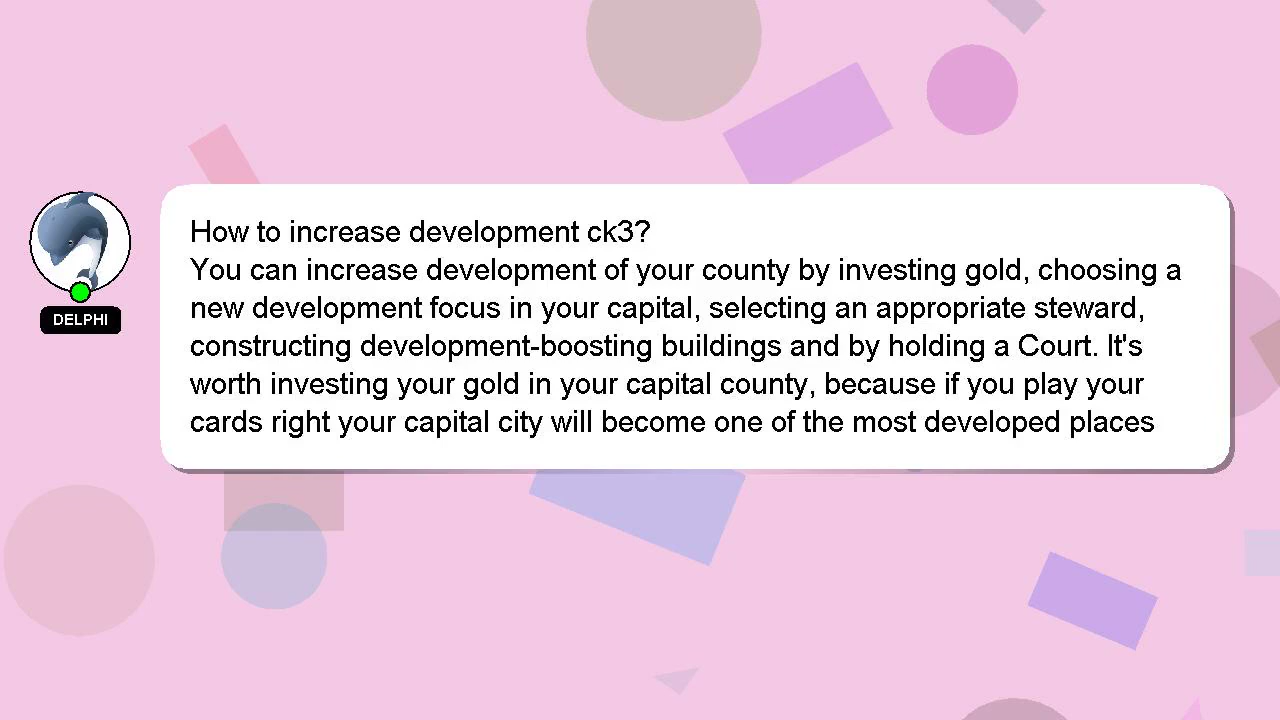 How to increase development ck3?
You can increase development of your county by investing gold, choosing a
new development focus in your capital, selecting an appropriate steward,
constructing development-boosting buildings and by holding a Court. It's
worth investing your gold in your capital county, because if you play your
cards right your capital city will become one of the most developed places
DELPHI